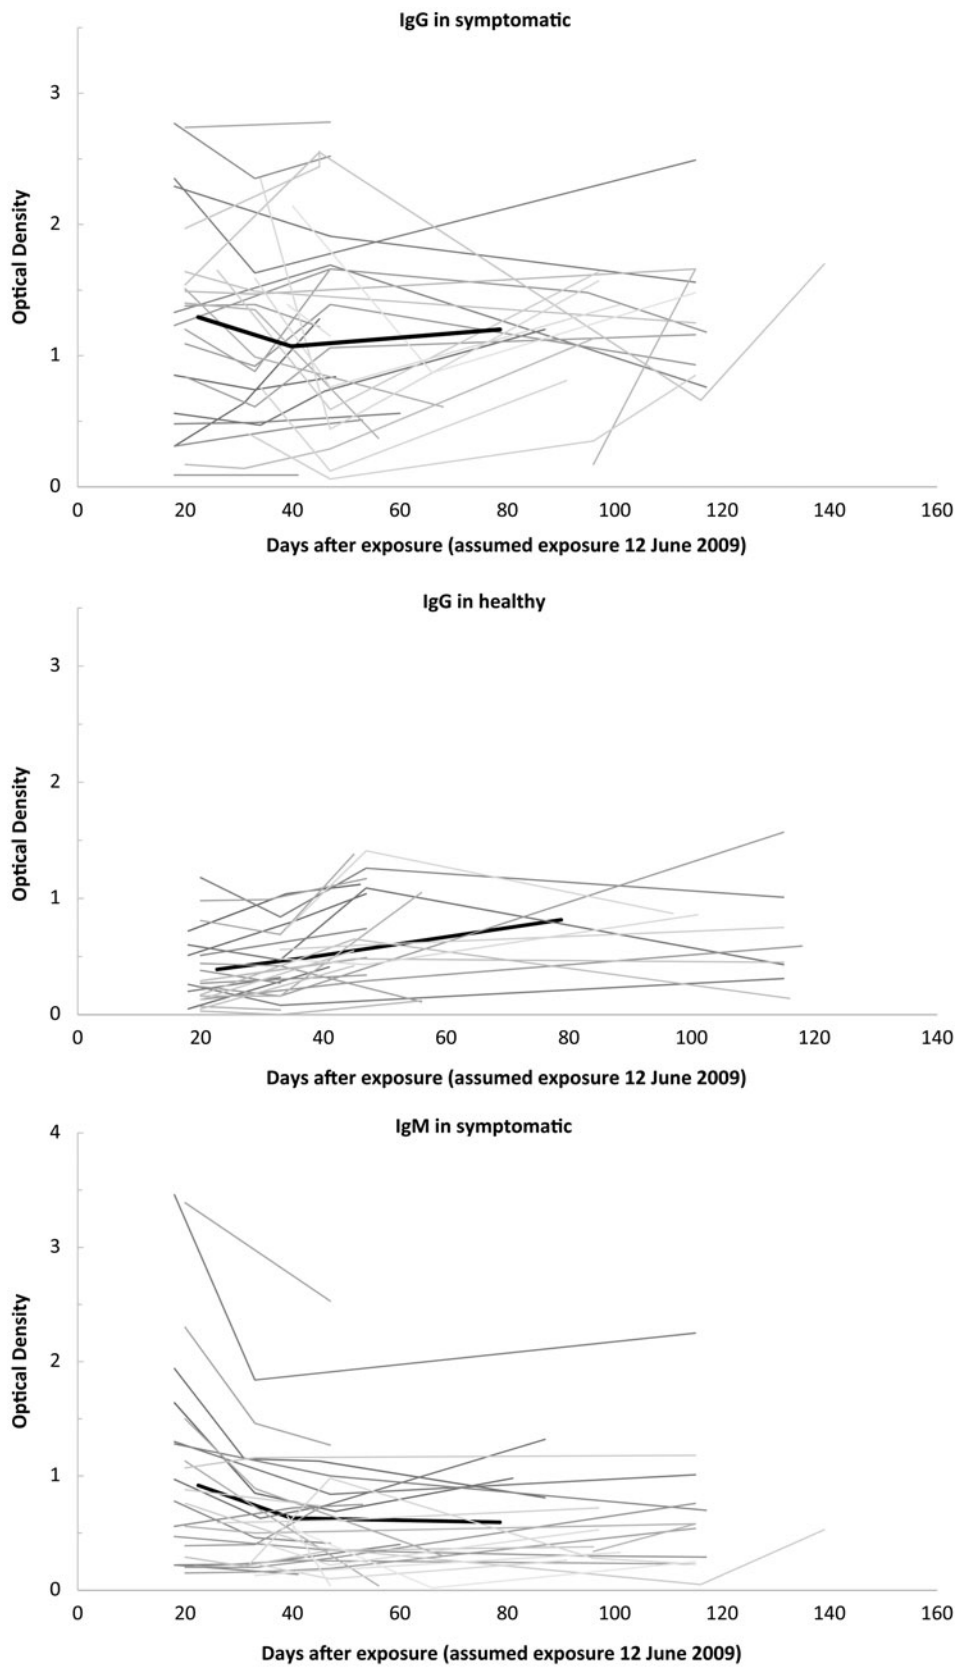 IgG in symptomatic
3
2
1
0
Optical Density
0 20 40 60 80 100 120 140 160
Days after exposure (assumed exposure 12 June 2009)
IgG in healthy
3
2
1
0
Optical Density
0 20 40 60 80 100 120 140
Days after exposure (assumed exposure 12 June 2009)
IgM in symptomatic
4
3
2
1
0
Optical Density
0 20 40 60 80 100 120 140 160
Days after exposure (assumed exposure 12 June 2009)